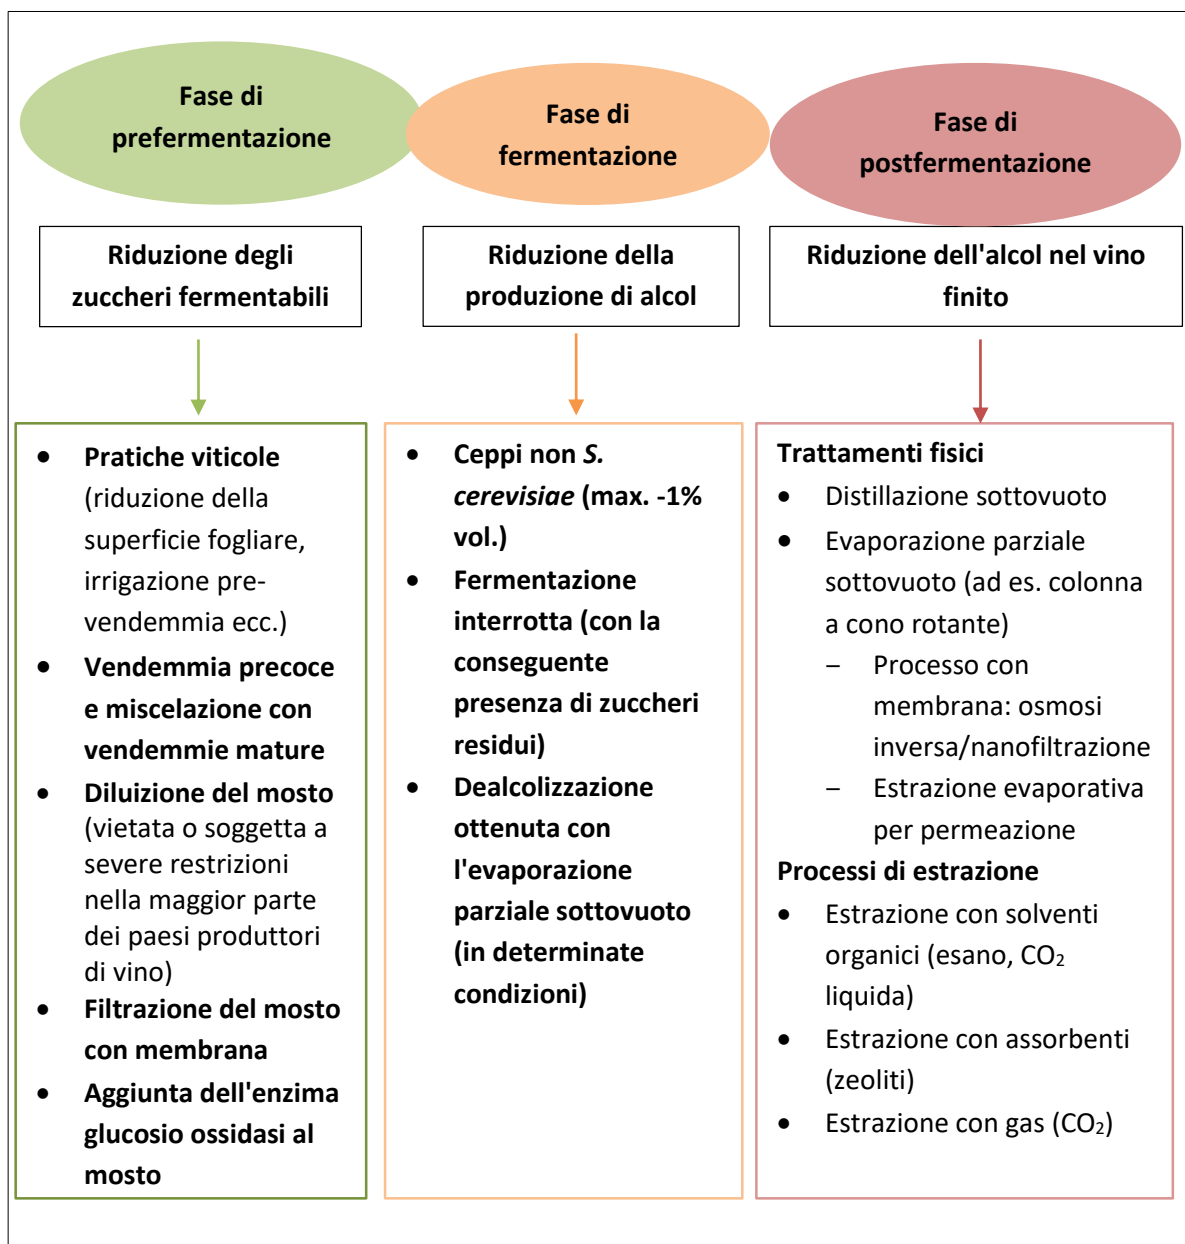 Fase di
prefermentazione
Riduzione degli
zuccheri fermentabili
• Pratiche viticole
(riduzione della
superficie fogliare,
irrigazione pre-
vendemmia ecc.)
• Vendemmia precoce
e miscelazione con
vendemmie mature
• Diluizione del mosto
(vietata o soggetta a
severe restrizioni
nella maggior parte
dei paesi produttori
di vino)
• Filtrazione del mosto
con membrana
• Aggiunta dell'enzima
glucosio ossidasi al
mosto
Fase di
fermentazione
Riduzione della
produzione di alcol
• Ceppi non S.
cerevisiae (max. -1%
vol.)
• Fermentazione
interrotta (con la
conseguente
presenza di zuccheri
residui)
• Dealcolizzazione
ottenuta con
l'evaporazione
parziale sottovuoto
(in determinate
condizioni)
Fase di
postfermentazione
Riduzione dell'alcol nel vino
finito
Trattamenti fisici
• Distillazione sottovuoto
• Evaporazione parziale
sottovuoto (ad es. colonna
a cono rotante)
− Processo con
membrana: osmosi
inversa/nanofiltrazione
− Estrazione evaporativa
per permeazione
Processi di estrazione
• Estrazione con solventi
organici (esano, CO₂
liquida)
• Estrazione con assorbenti
(zeoliti)
• Estrazione con gas (CO₂)